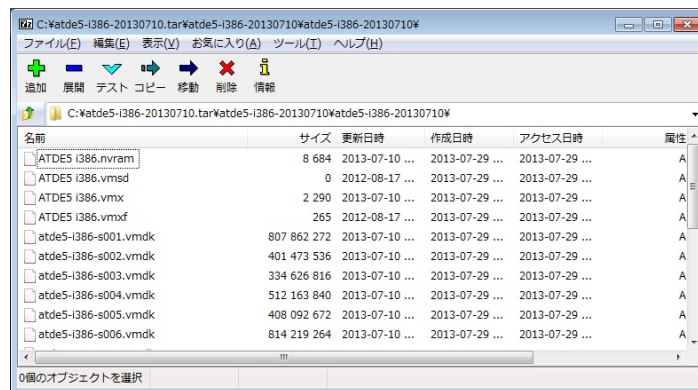 C:¥atde5-i386-20130710.tar¥atde5-i386-20130710¥atde5-i386-20130710¥
ファイル(F) 編集(E) 表示(V) お気に入り(A) ツール(T) ヘルプ(H)
追加 展開 テスト コピー 移動 削除 情報
C:¥atde5-i386-20130710.tar¥atde5-i386-20130710¥atde5-i386-20130710¥
名前 サイズ 更新日時 作成日時 アクセス日時 属性
ATDE5 i386.nvram 8 684 2013-07-10 ... 2013-07-29 ... 2013-07-29 ... A
ATDE5 i386.vmsd 0 2012-08-17 ... 2013-07-29 ... 2013-07-29 ... A
ATDE5 i386.vmx 2 290 2013-07-10 ... 2013-07-29 ... 2013-07-29 ... A
ATDE5 i386.vmxf 265 2012-08-17 ... 2013-07-29 ... 2013-07-29 ... A
atde5-i386-s001.vmdk 807 862 272 2013-07-10 ... 2013-07-29 ... 2013-07-29 ... A
atde5-i386-s002.vmdk 401 473 536 2013-07-10 ... 2013-07-29 ... 2013-07-29 ... A
atde5-i386-s003.vmdk 334 626 816 2013-07-10 ... 2013-07-29 ... 2013-07-29 ... A
atde5-i386-s004.vmdk 512 163 840 2013-07-10 ... 2013-07-29 ... 2013-07-29 ... A
atde5-i386-s005.vmdk 408 092 672 2013-07-10 ... 2013-07-29 ... 2013-07-29 ... A
atde5-i386-s006.vmdk 814 219 264 2013-07-10 ... 2013-07-29 ... 2013-07-29 ... A
0個のオブジェクトを選択